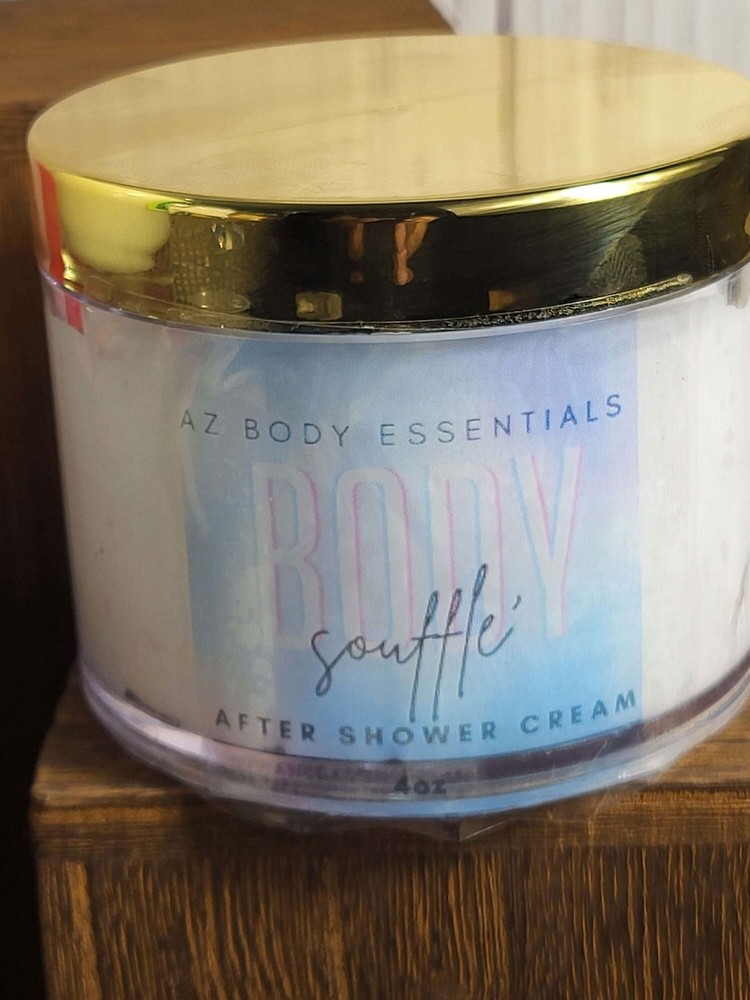 AZ BODY ESSENTIALS
BODY
souffle'
AFTER SHOWER CREAM
4oz